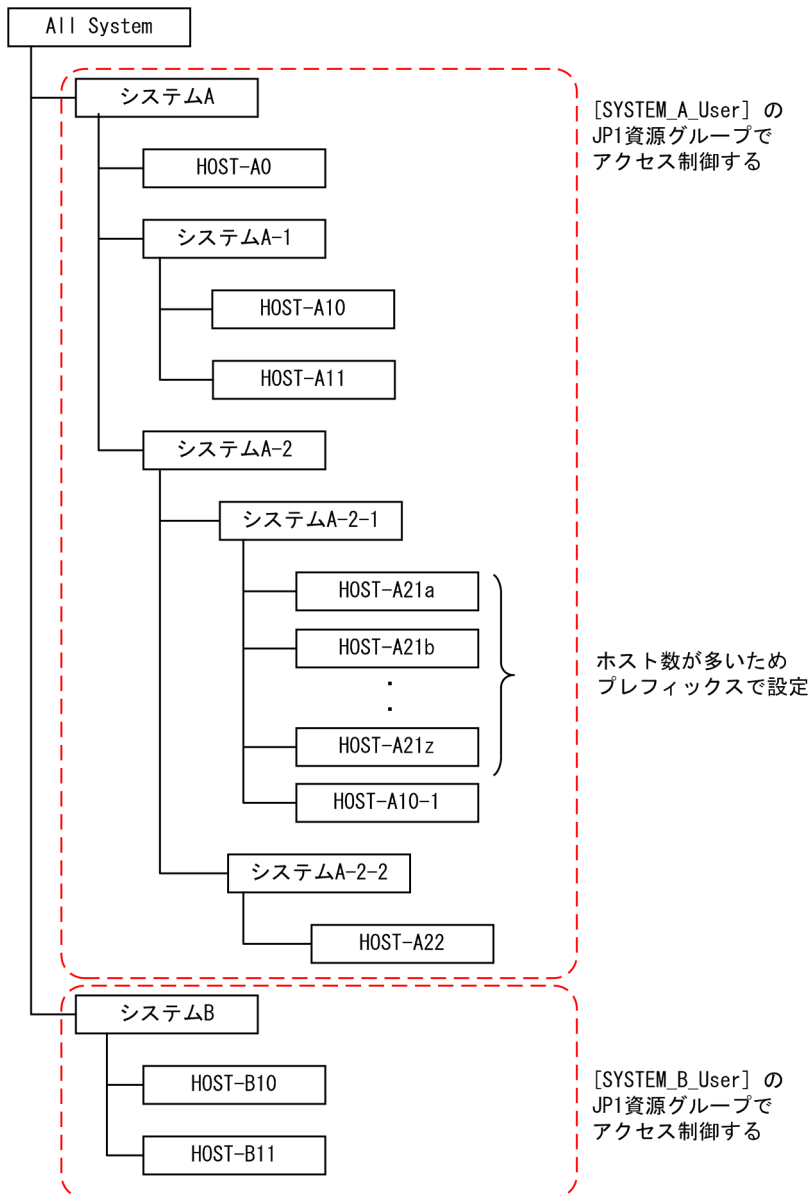 All System
システムA
[SYSTEM_A_User] の
JP1資源グループで
アクセス制御する
HOST-A0
システムA-1
HOST-A10
HOST-A11
システムA-2
システムA-2-1
HOST-A21a
HOST-A21b
・
・
HOST-A21z
ホスト数が多いため
プレフィックスで設定
HOST-A10-1
システムA-2-2
HOST-A22
システムB
HOST-B10
HOST-B11
[SYSTEM_B_User] の
JP1資源グループで
アクセス制御する